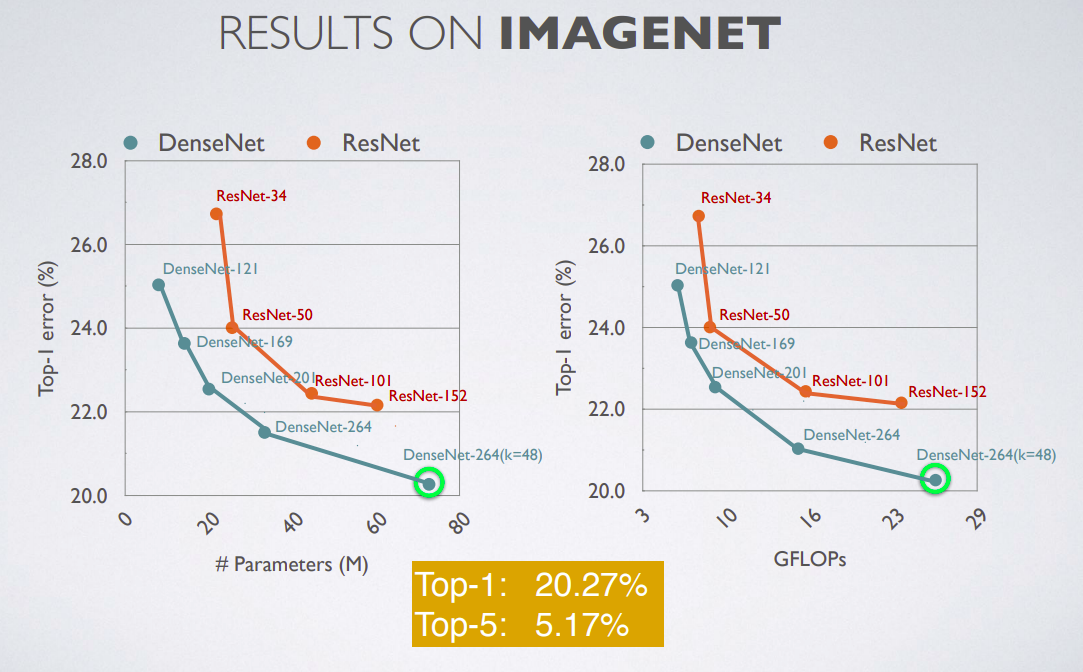 RESULTS ON IMAGENET
DenseNet
ResNet
28.0
26.0
24.0
22.0
20.0
Top-1 error (%)
ResNet-34
DenseNet-121
ResNet-50
DenseNet-169
DenseNet-201
ResNet-101
ResNet-152
DenseNet-264
DenseNet-264(k=48)
0
20
40
60
80
# Parameters (M)
DenseNet
ResNet
28.0
26.0
24.0
22.0
20.0
Top-1 error (%)
ResNet-34
DenseNet-121
ResNet-50
DenseNet-169
DenseNet-201
ResNet-101
ResNet-152
DenseNet-264
DenseNet-264(k=48)
3
10
16
23
29
GFLOPs
Top-1: 20.27%
Top-5: 5.17%